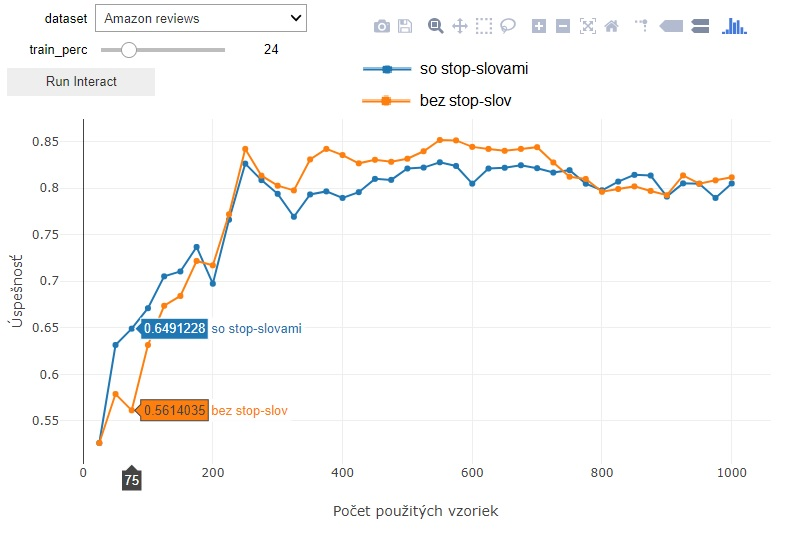 dataset Amazon reviews
train_perc 24
Run Interact
so stop-slovami
bez stop-slov
0.85
0.8
0.75
0.7
0.65
0.6491228 so stop-slovami
0.6
0.5614035 bez stop-slov
0.55
Úspešnosť
0 200 400 600 800 1000
75
Počet použitých vzoriek